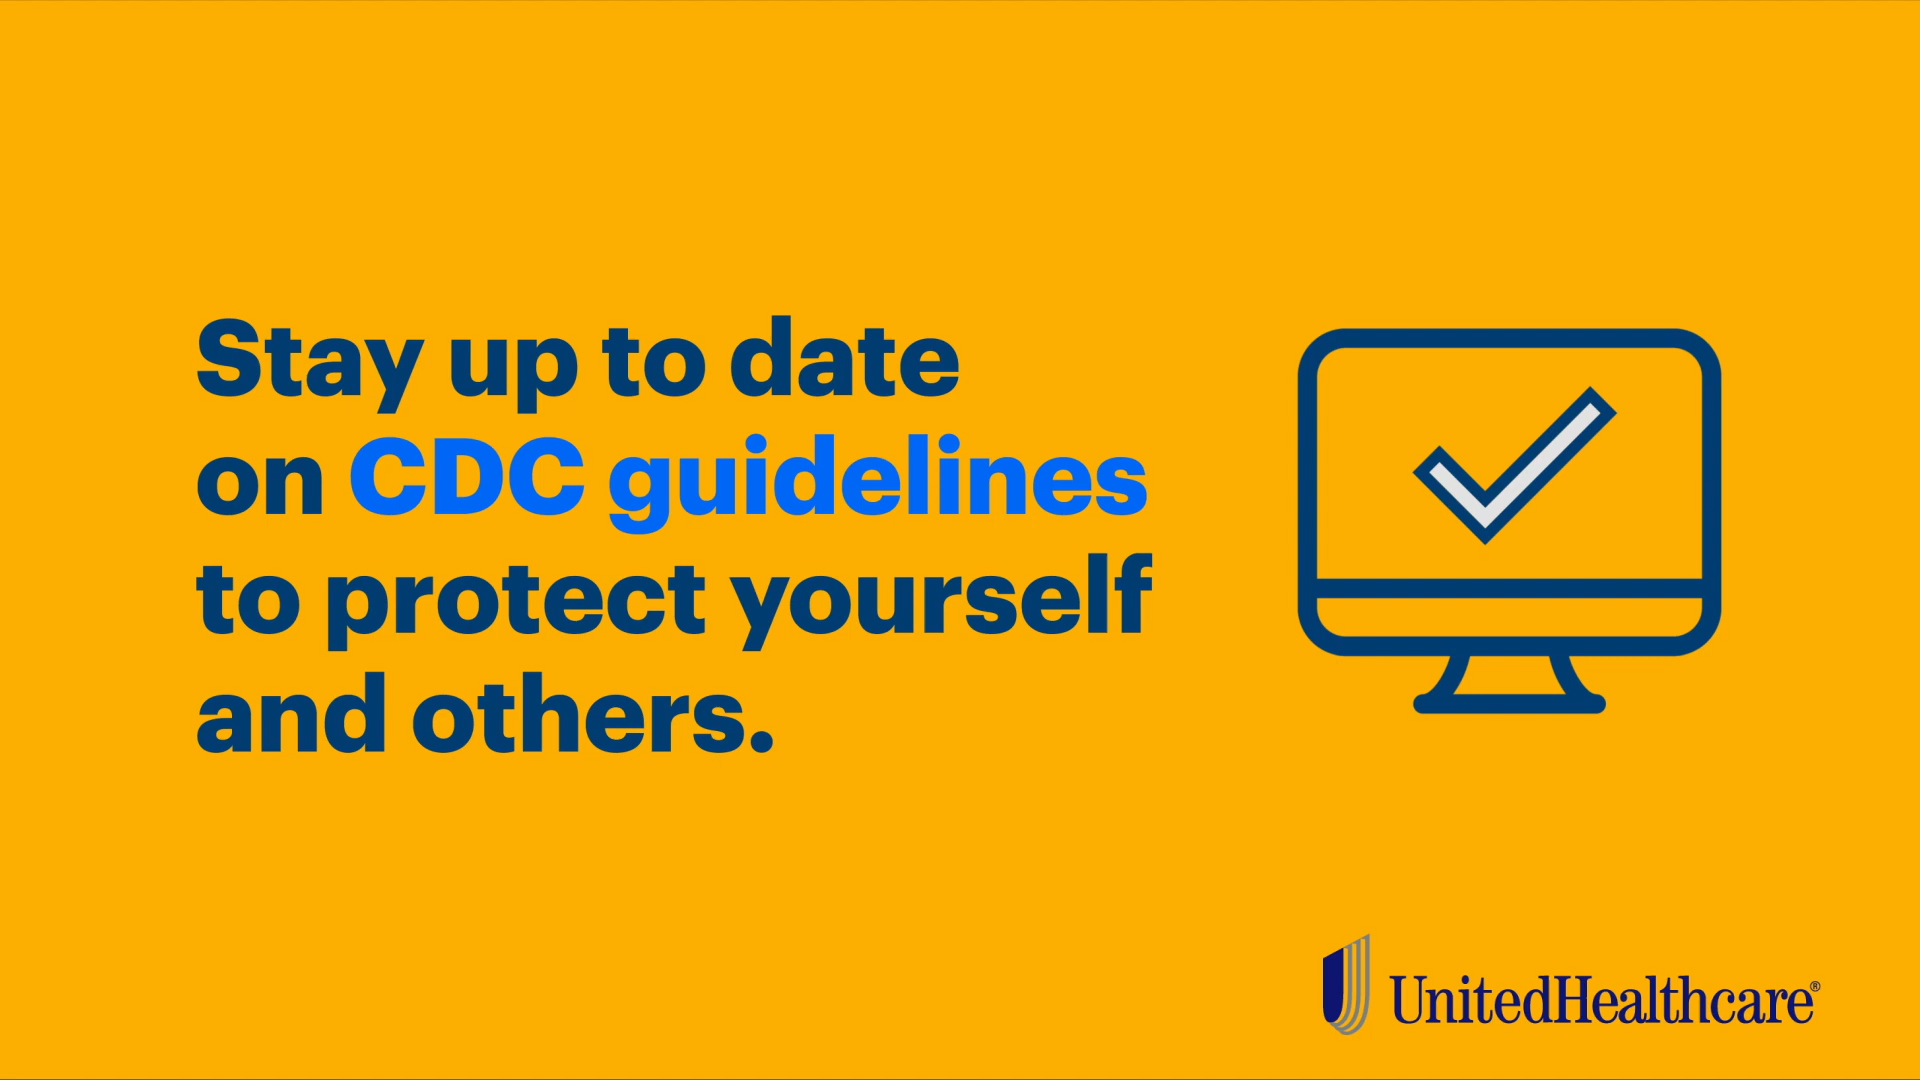 Stay up to date
on CDC guidelines
to protect yourself
and others.
UnitedHealthcare®